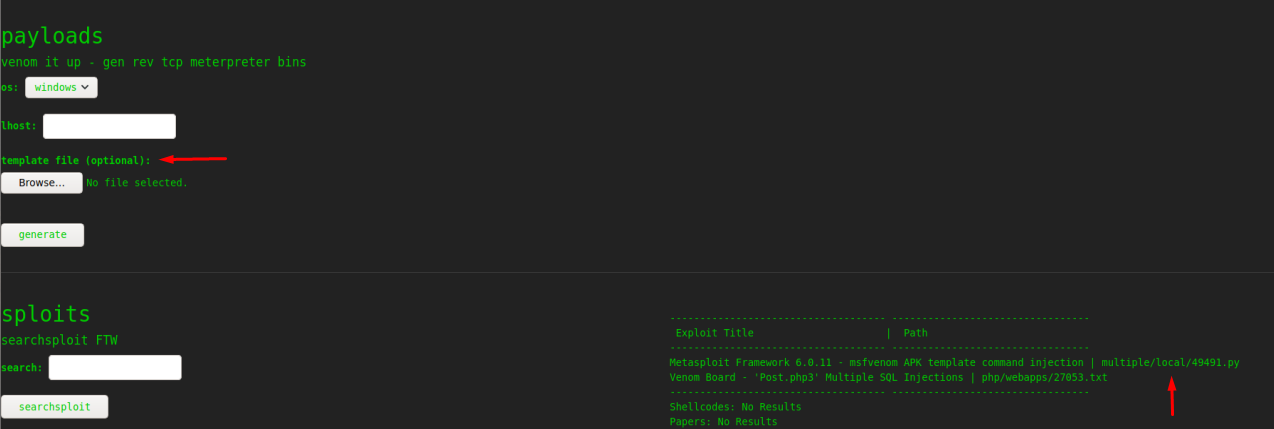 payloads
venom it up - gen rev tcp meterpreter bins
os: windows
lhost:
template file (optional):
Browse... No file selected.
generate
sploits
searchsploit FTW
search:
searchsploit
---------------------------------- ---------------------------------
Exploit Title | Path
---------------------------------- ---------------------------------
Metasploit Framework 6.0.11 - msfvenom APK template command injection | multiple/local/49491.py
Venom Board - 'Post.php3' Multiple SQL Injections | php/webapps/27053.txt
---------------------------------- ---------------------------------
Shellcodes: No Results
Papers: No Results